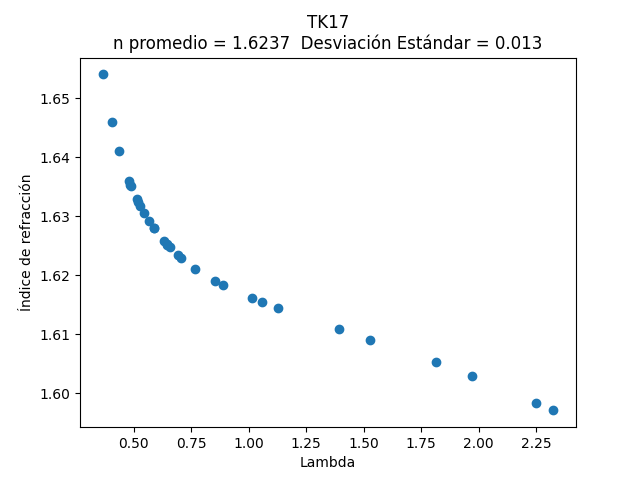 TK17
n promedio = 1.6237  Desviación Estándar = 0.013
Índice de refracción
1.65
1.64
1.63
1.62
1.61
1.60
0.50 0.75 1.00 1.25 1.50 1.75 2.00 2.25
Lambda